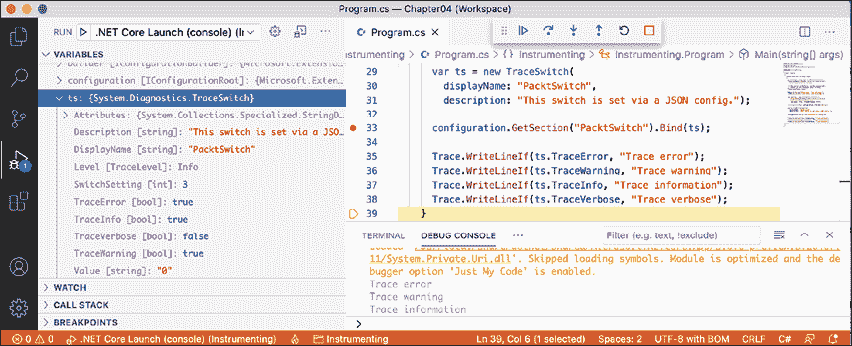 Program.cs — Chapter04 (Workspace)
RUN .NET Core Launch (console) (I
Program.cs
VARIABLES
builder [IConfigurationBuilder]: {Microsoft.Exten…
configuration [IConfigurationRoot]: {Microsoft.Exten…
ts: {System.Diagnostics.TraceSwitch}
Attributes: {System.Collections.Specialized.StringD…
Description [string]: "This switch is set via a JSO…
DisplayName [string]: "PacktSwitch"
Level [TraceLevel]: Info
SwitchSetting [int]: 3
TraceError [bool]: true
TraceInfo [bool]: true
TraceVerbose [bool]: false
TraceWarning [bool]: true
Value [string]: "0"
WATCH
CALL STACK
BREAKPOINTS
1
Instrumenting > Program.cs > Instrumenting.Program > Main(string[] args)
29 var ts = new TraceSwitch(
30 displayName: "PacktSwitch",
31 description: "This switch is set via a JSON config.");
32
33 configuration.GetSection("PacktSwitch").Bind(ts);
34
35 Trace.WriteLineIf(ts.TraceError, "Trace error");
36 Trace.WriteLineIf(ts.TraceWarning, "Trace warning");
37 Trace.WriteLineIf(ts.TraceInfo, "Trace information");
38 Trace.WriteLineIf(ts.TraceVerbose, "Trace verbose");
39 }
TERMINAL DEBUG CONSOLE … Filter (e.g. text, !exclude)
11/System.Private.Uri.dll'. Skipped loading symbols. Module is optimized and the de
bugger option 'Just My Code' is enabled.
Trace error
Trace warning
Trace information
0 0 .NET Core Launch (console) (Instrumenting) Instrumenting Ln 39, Col 6 (1 selected) Spaces: 2 UTF-8 with BOM CRLF C#